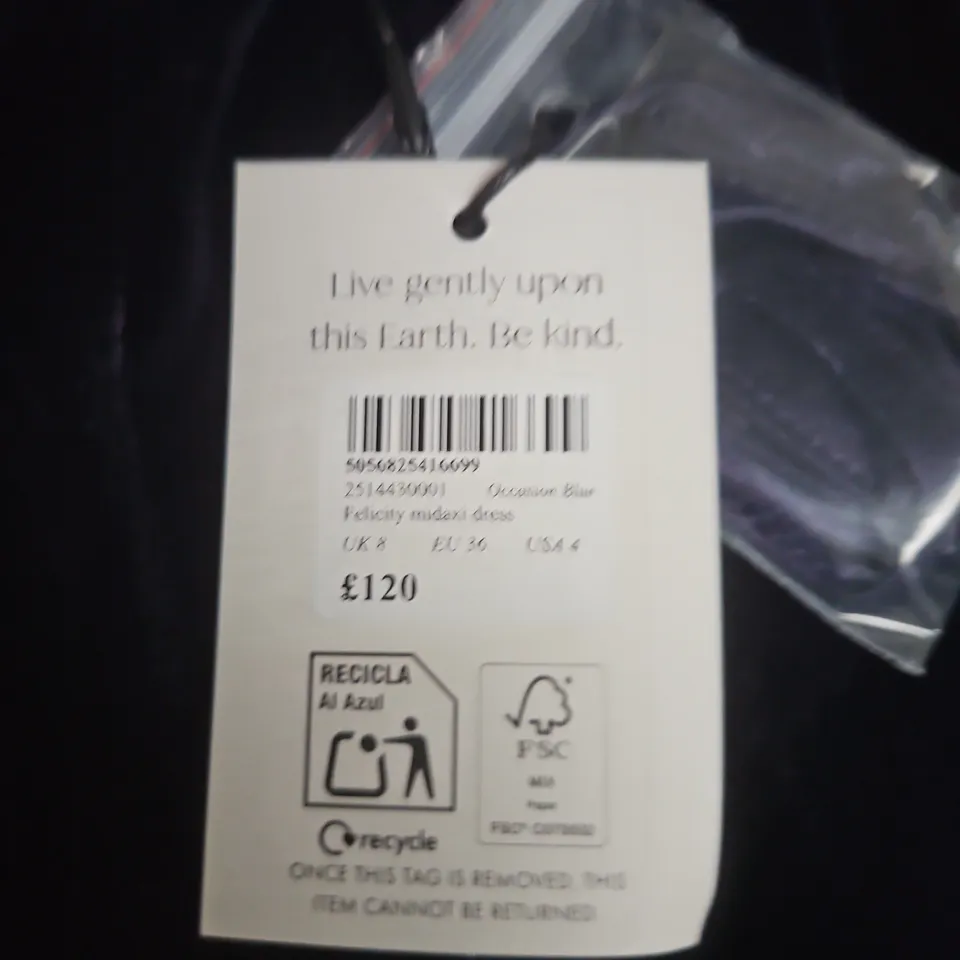 Live gently upon
this Earth. Be kind.
5056825416699
2514430001 Occasion Blue
Felicity midaxi dress
UK 8 EU 36 USA 4
£120
RECICLA
Al Azul
recycle
FSC
ONCE THIS TAG IS REMOVED, THIS
ITEM CANNOT BE RETURNED